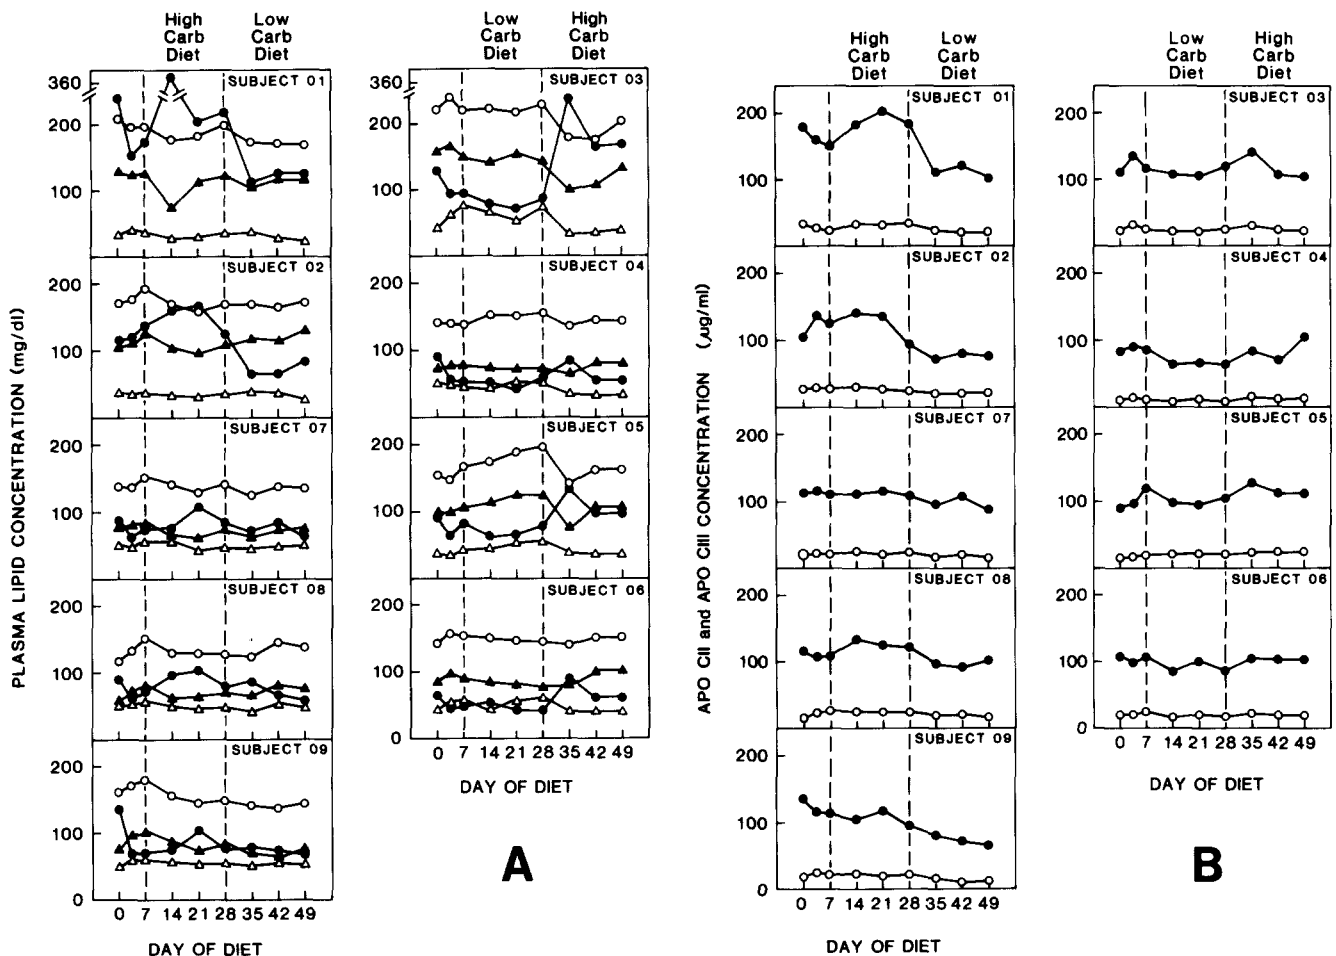 High Carb Diet
Low Carb Diet
Low Carb Diet
High Carb Diet
PLASMA LIPID CONCENTRATION (mg/dl)
360
200
100
SUBJECT 01
200
100
SUBJECT 02
200
100
SUBJECT 07
200
100
SUBJECT 08
200
100
0
SUBJECT 09
0 7 14 21 28 35 42 49
DAY OF DIET
360
200
100
SUBJECT 03
200
100
SUBJECT 04
200
100
SUBJECT 05
200
100
0
SUBJECT 06
0 7 14 21 28 35 42 49
DAY OF DIET
A
High Carb Diet
Low Carb Diet
Low Carb Diet
High Carb Diet
APO CII and APO CIII CONCENTRATION (µg/ml)
200
100
SUBJECT 01
200
100
SUBJECT 02
200
100
SUBJECT 07
200
100
SUBJECT 08
200
100
0
SUBJECT 09
0 7 14 21 28 35 42 49
DAY OF DIET
200
100
SUBJECT 03
200
100
SUBJECT 04
200
100
SUBJECT 05
200
100
0
SUBJECT 06
0 7 14 21 28 35 42 49
DAY OF DIET
B